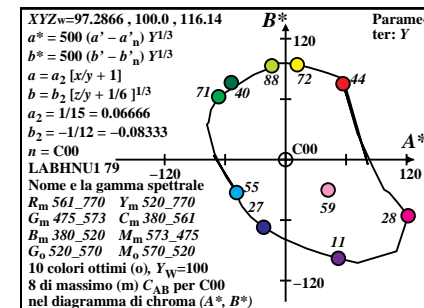 XYZw=97.2866 , 100.0 , 116.14
a* = 500 (a' - a'n) Y1/3
b* = 500 (b' - b'n) Y1/3
a = a2 [x/y + 1]
b = b2 [z/y + 1/6 ]1/3
a2 = 1/15 = 0.06666
b2 = −1/12 = −0.08333
n = C00
LABHNU1 79
Nome e la gamma spettrale
Rm 561_770 Ym 520_770
Gm 475_573 Cm 380_561
Bm 380_520 Mm 573_475
Go 520_570 Mo 570_520
10 colori ottimi (o), YW=100
8 di massimo (m) CAB per C00
nel diagramma di chroma (A*, B*)
B*
Parame-
ter: Y
120
88
72
44
40
71
A*
C00
-120
120
55
59
27
28
11
-120